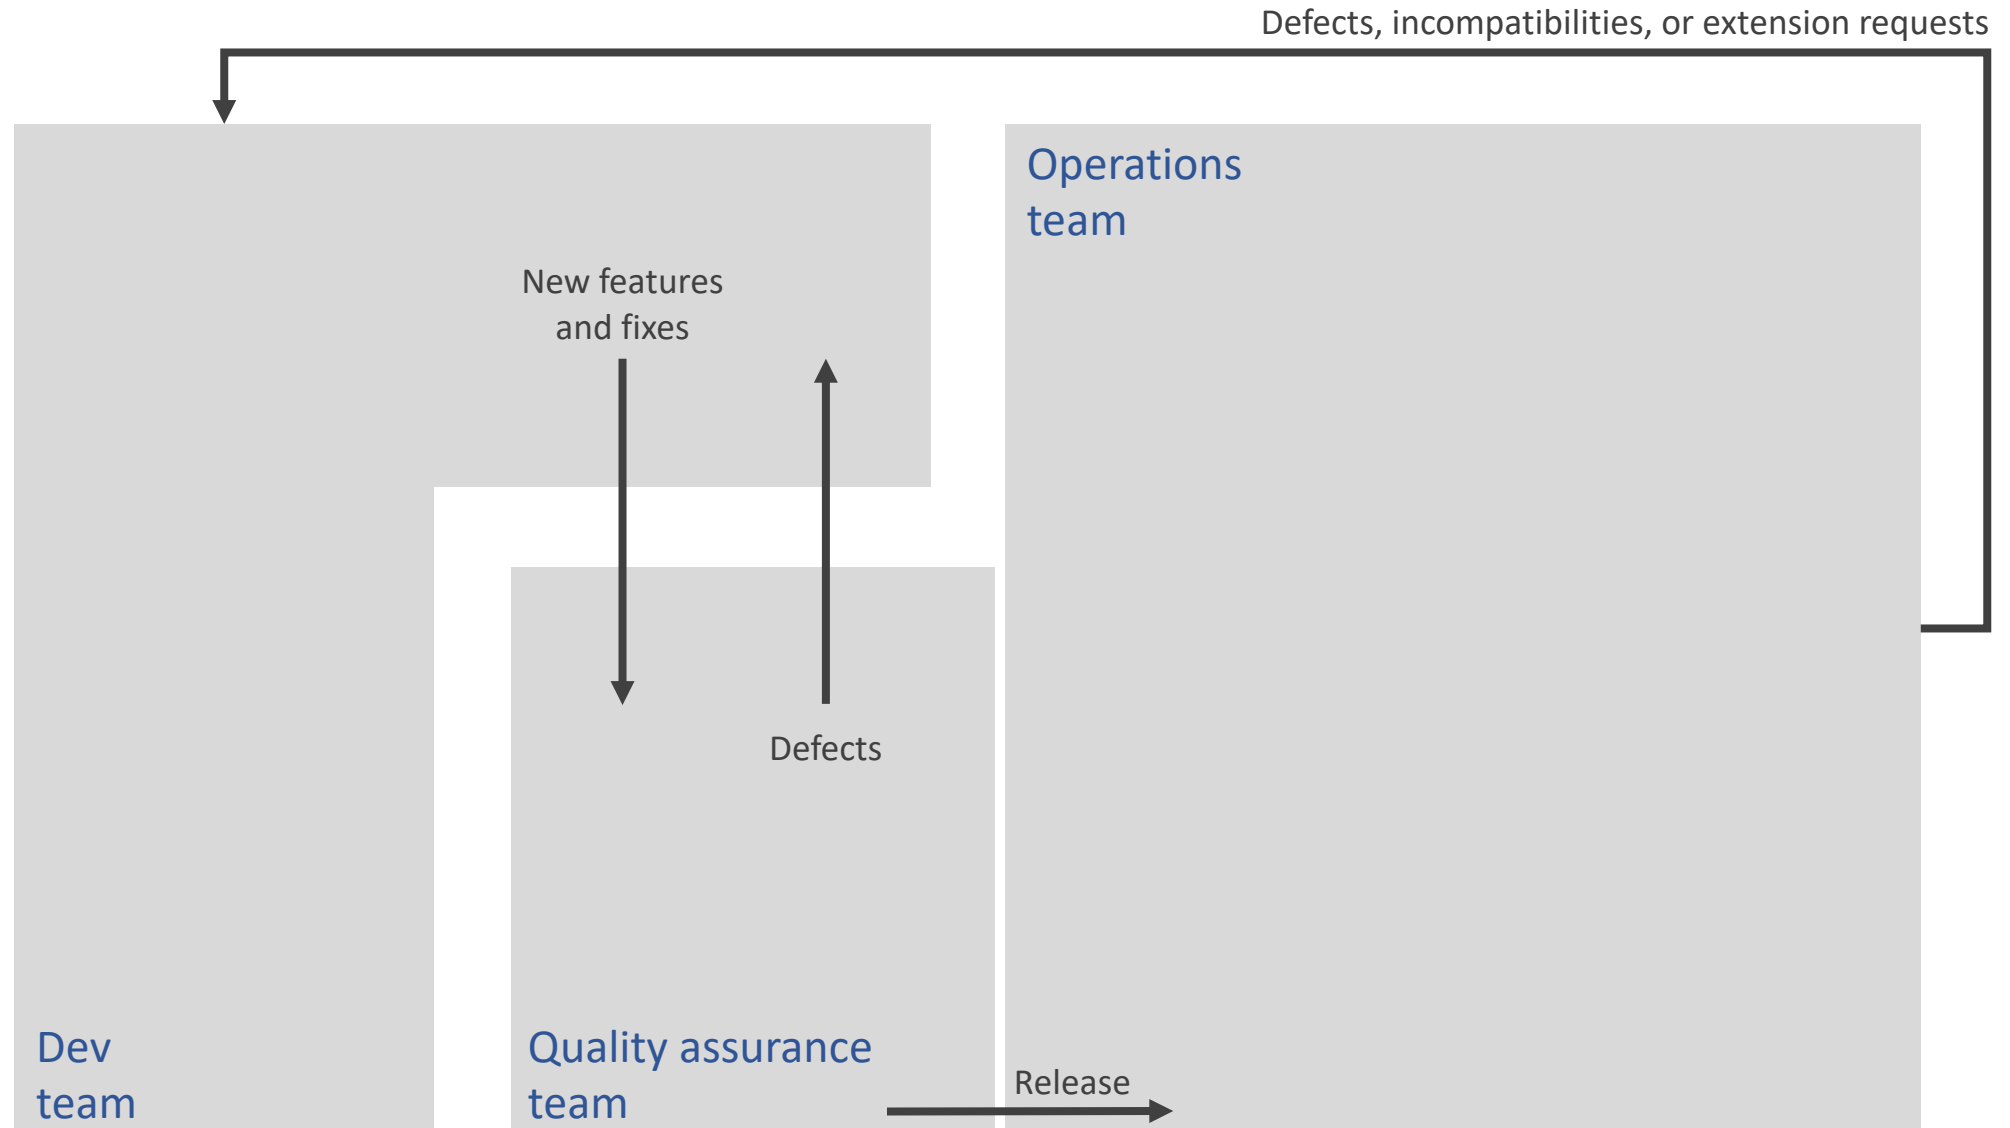 Defects, incompatibilities, or extension requests
Operations
team
New features
and fixes
Defects
Dev
team
Quality assurance
team
Release